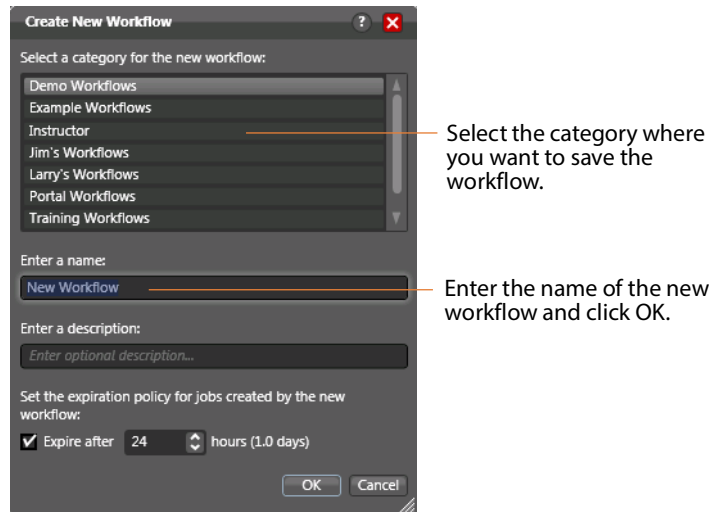 Create New Workflow ?
Select a category for the new workflow:
Demo Workflows
Example Workflows
Instructor
Jim's Workflows
Larry's Workflows
Portal Workflows
Training Workflows
Select the category where
you want to save the
workflow.
Enter a name:
New Workflow
Enter the name of the new
workflow and click OK.
Enter a description:
Enter optional description...
Set the expiration policy for jobs created by the new
workflow:
Expire after 24 hours (1.0 days)
OK Cancel